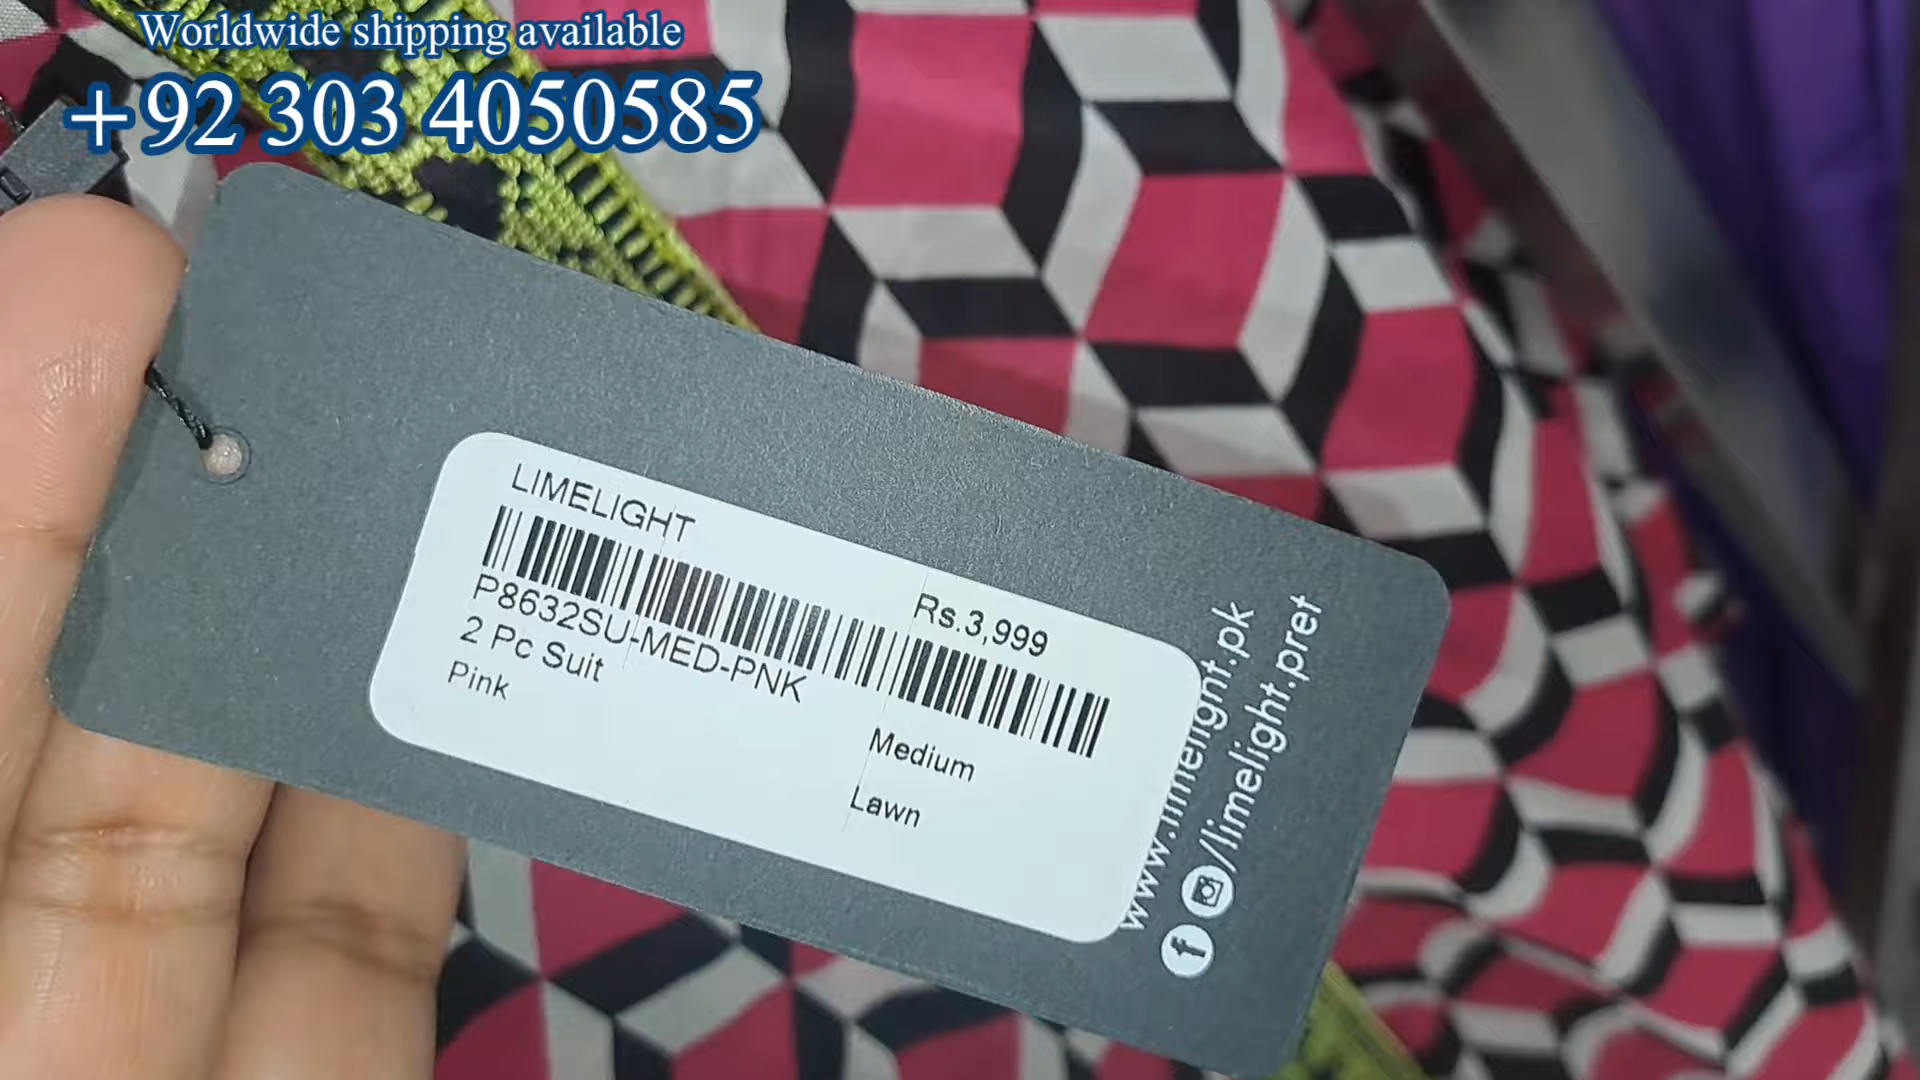 Worldwide shipping available
+92 303 4050585
LIMELIGHT
Rs.3,999
P8632SU-MED-PNK
2 Pc Suit
Pink
Medium
Lawn
www.limelight.pk
/limelight.pret